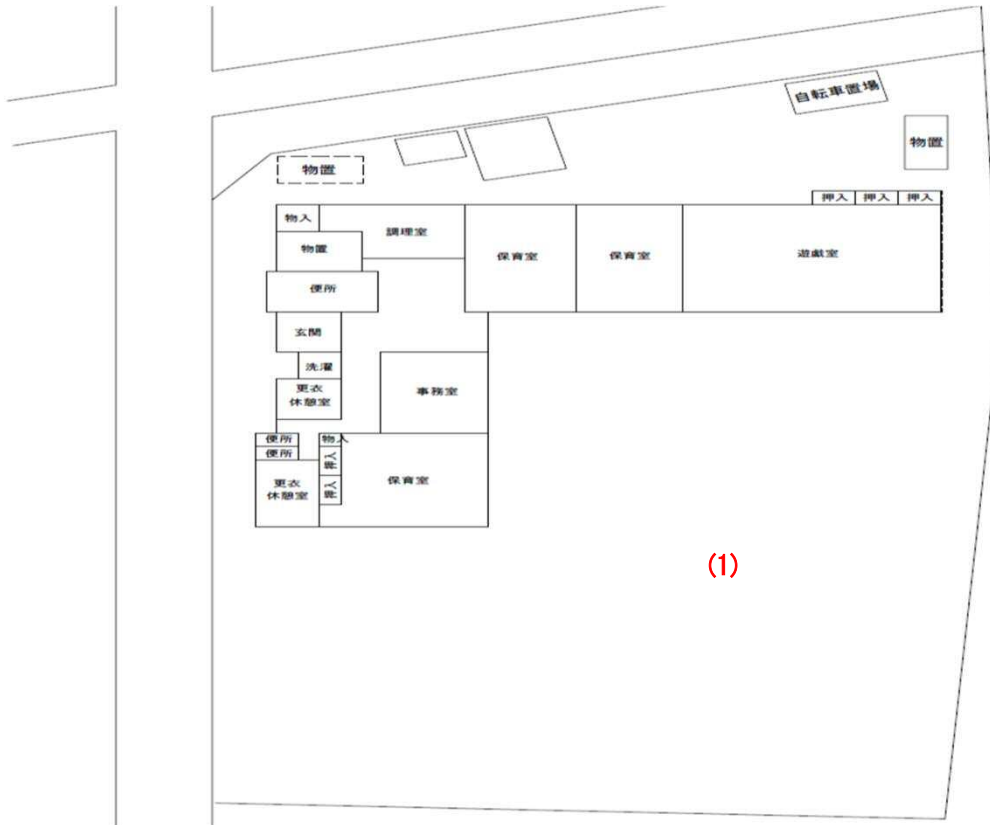 自転車置場
物置
物置
押入
押入
押入
物入
調理室
物置
保育室
保育室
遊戯室
便所
玄関
洗濯
更衣
休憩室
事務室
便所
便所
物入
押入
押入
保育室
更衣
休憩室
(1)